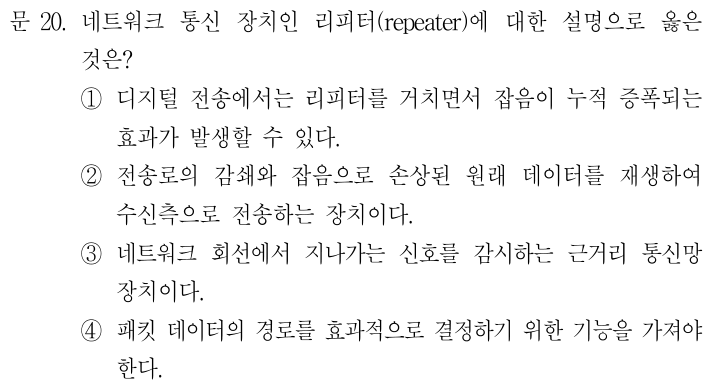 문 20. 네트워크 통신 장치인 리피터(repeater)에 대한 설명으로 옳은
것은?
① 디지털 전송에서는 리피터를 거치면서 잡음이 누적 증폭되는
효과가 발생할 수 있다.
② 전송로의 감쇄와 잡음으로 손상된 원래 데이터를 재생하여
수신측으로 전송하는 장치이다.
③ 네트워크 회선에서 지나가는 신호를 감시하는 근거리 통신망
장치이다.
④ 패킷 데이터의 경로를 효과적으로 결정하기 위한 기능을 가져야
한다.